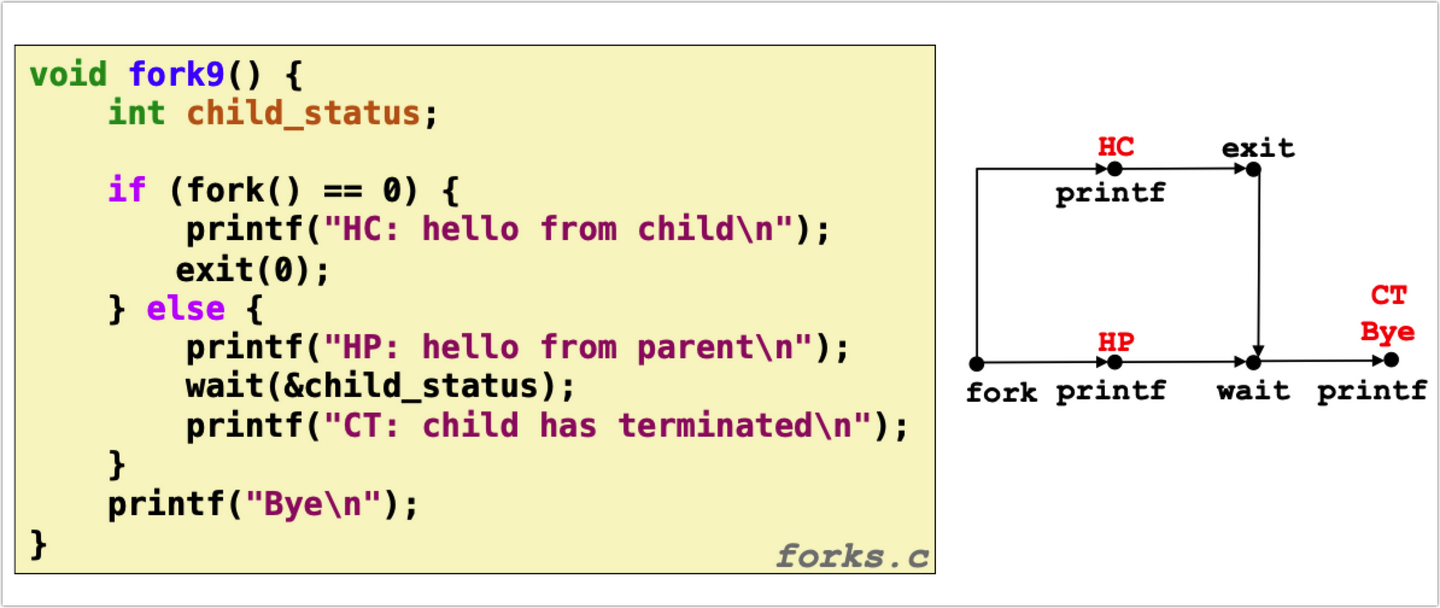 void fork9() {
    int child_status;

    if (fork() == 0) {
        printf("HC: hello from child\n");
        exit(0);
    } else {
        printf("HP: hello from parent\n");
        wait(&child_status);
        printf("CT: child has terminated\n");
    }
    printf("Bye\n");
}
forks.c
HC
exit
printf
CT
Bye
HP
fork printf wait printf